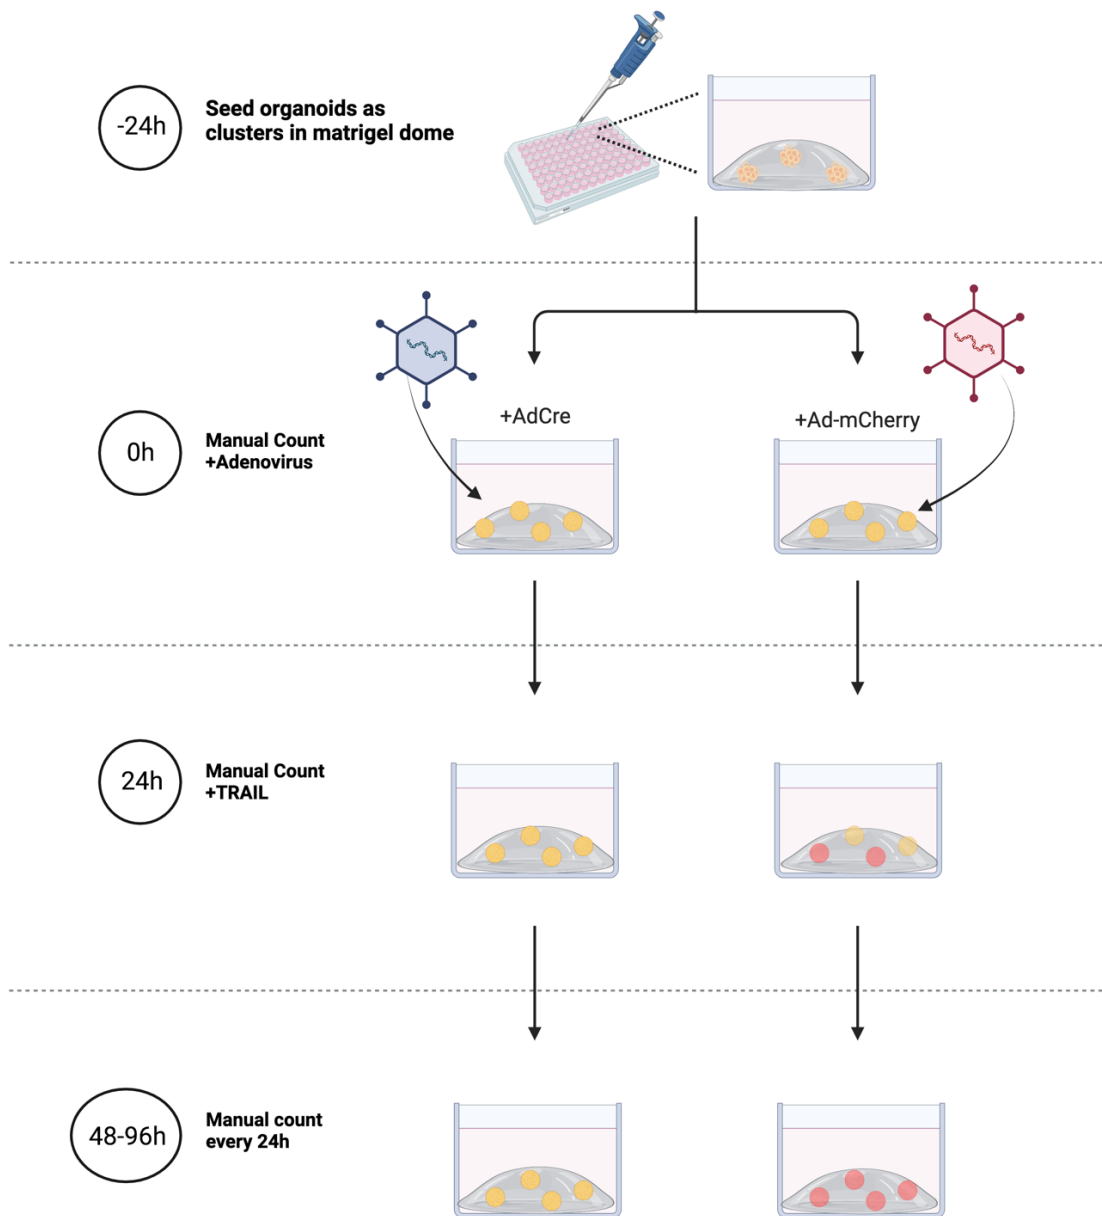 -24h
Seed organoids as
clusters in matrigel dome
+AdCre
+Ad-mCherry
0h
Manual Count
+Adenovirus
24h
Manual Count
+TRAIL
48-96h
Manual count
every 24h